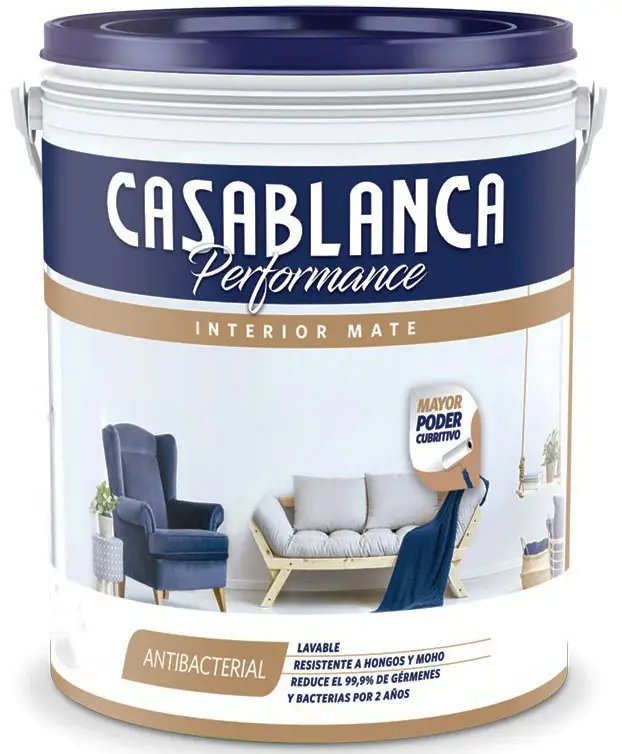 CASABLANCA
Performance
INTERIOR MATE
MAYOR
PODER
CUBRITIVO
ANTIBACTERIAL
LAVABLE
RESISTENTE A HONGOS Y MOHO
REDUCE EL 99,9% DE GÉRMENES
Y BACTERIAS POR 2 AÑOS